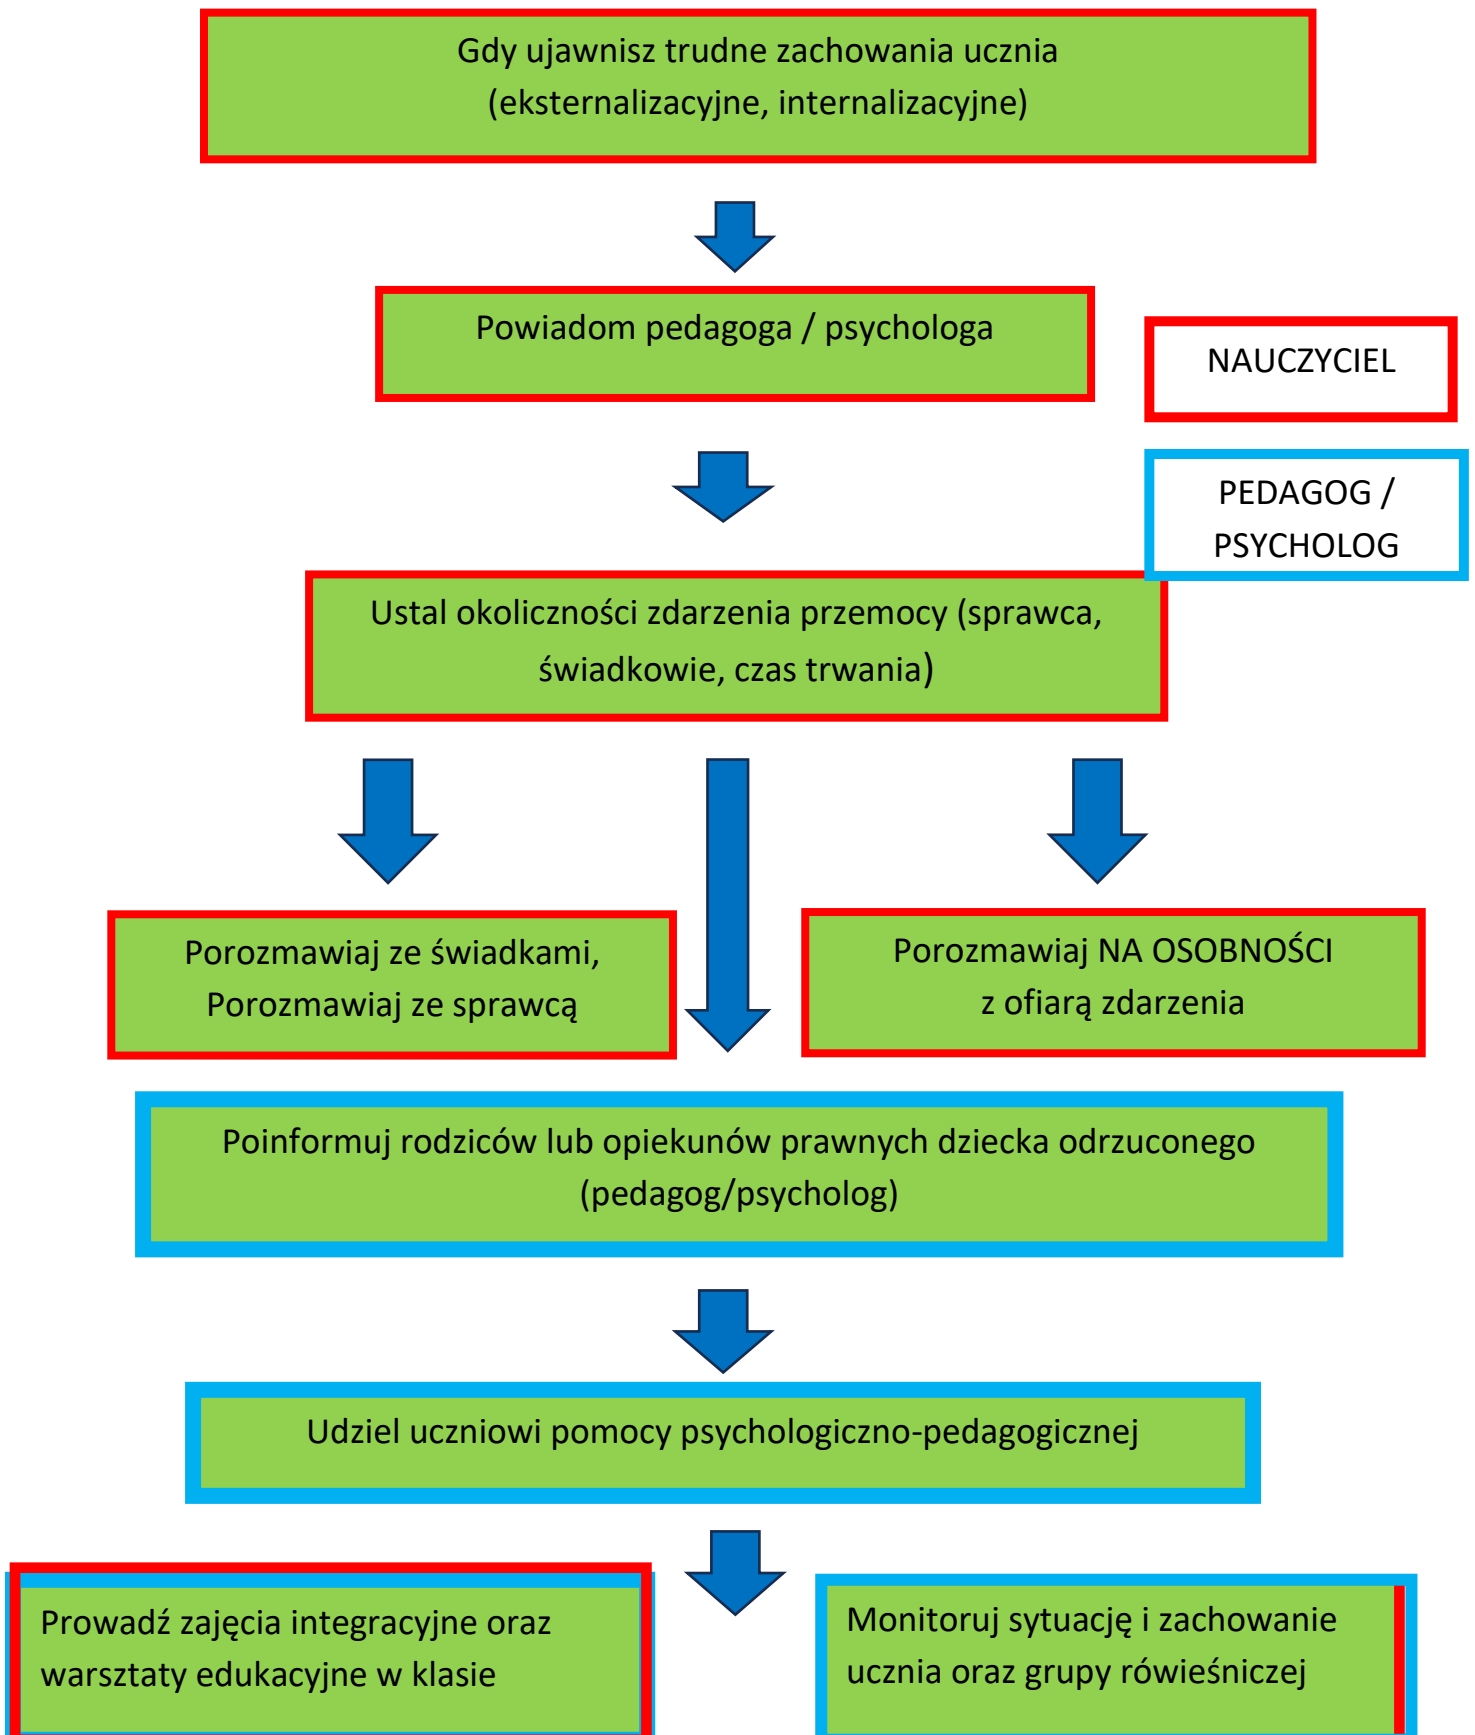 Gdy ujawnisz trudne zachowania ucznia
(eksternalizacyjne, internalizacyjne)
Powiadom pedagoga / psychologa
NAUCZYCIEL
PEDAGOG /
PSYCHOLOG
Ustal okoliczności zdarzenia przemocy (sprawca,
świadkowie, czas trwania)
Porozmawiaj ze świadkami,
Porozmawiaj ze sprawcą
Porozmawiaj NA OSOBNOŚCI
z ofiarą zdarzenia
Poinformuj rodziców lub opiekunów prawnych dziecka odrzuconego
(pedagog/psycholog)
Udziel uczniowi pomocy psychologiczno-pedagogicznej
Prowadź zajęcia integracyjne oraz
warsztaty edukacyjne w klasie
Monitoruj sytuację i zachowanie
ucznia oraz grupy rówieśniczej